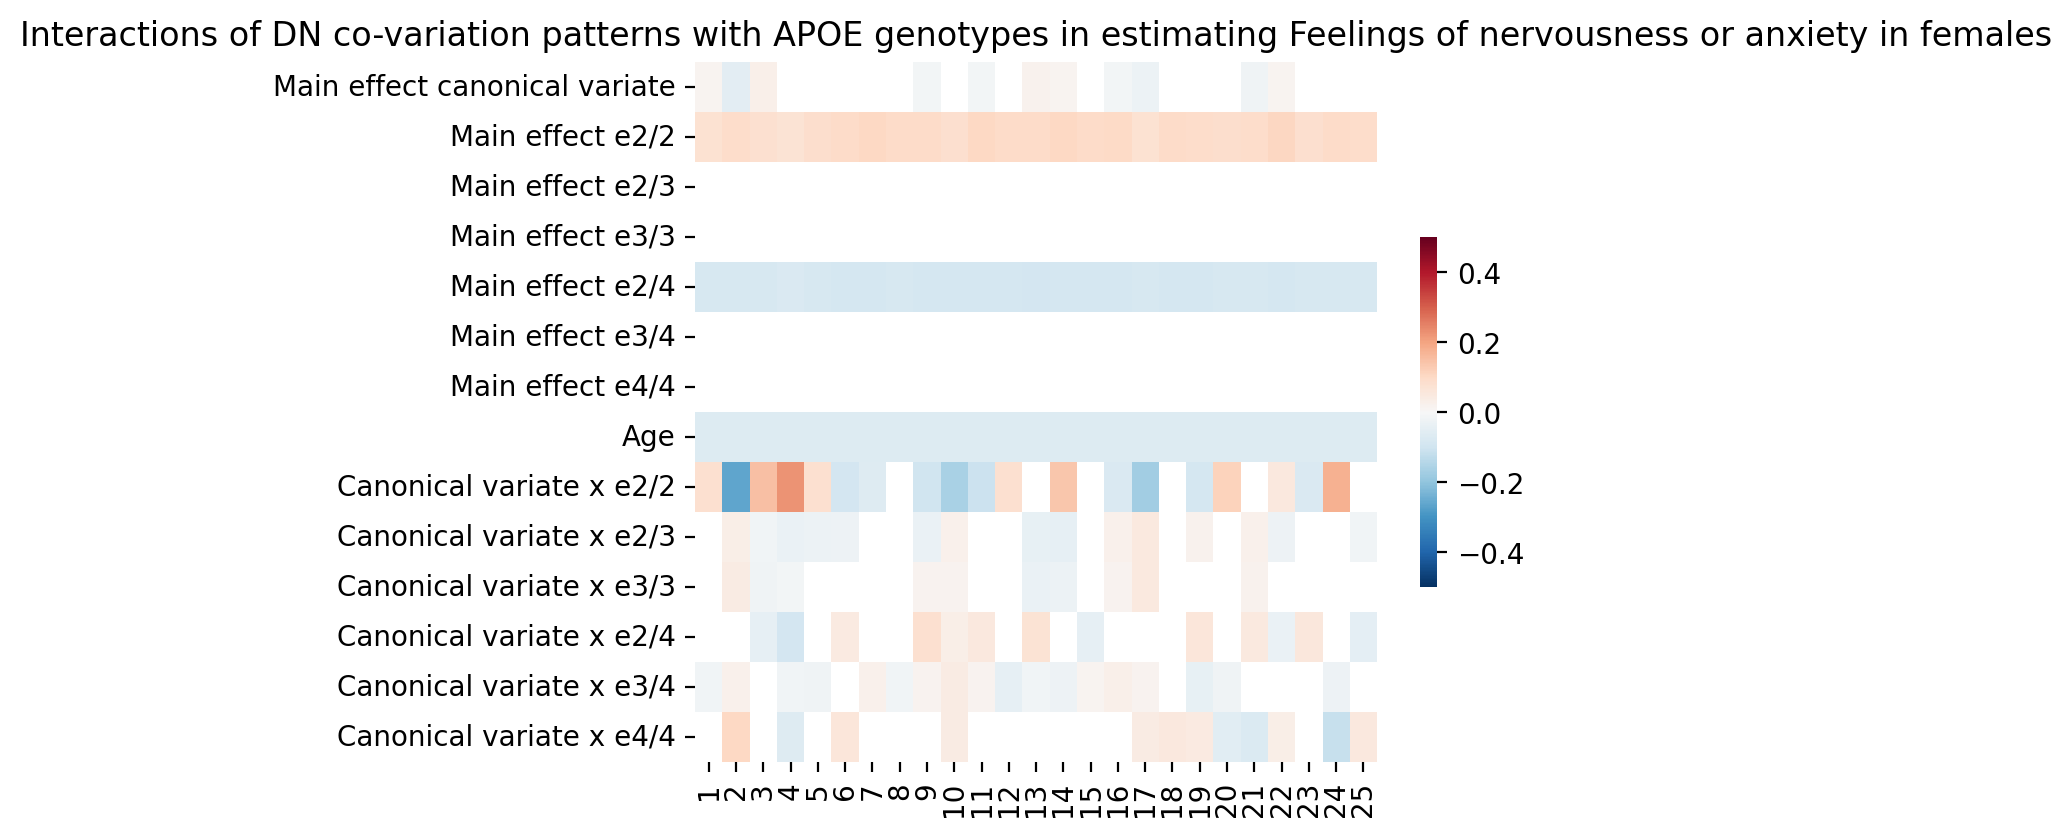 Interactions of DN co-variation patterns with APOE genotypes in estimating Feelings of nervousness or anxiety in females
Main effect canonical variate
Main effect e2/2
Main effect e2/3
Main effect e3/3
Main effect e2/4
Main effect e3/4
Main effect e4/4
Age
Canonical variate x e2/2
Canonical variate x e2/3
Canonical variate x e3/3
Canonical variate x e2/4
Canonical variate x e3/4
Canonical variate x e4/4
1 2 3 4 5 6 7 8 9 10 11 12 13 14 15 16 17 18 19 20 21 22 23 24 25
0.4
0.2
0.0
−0.2
−0.4